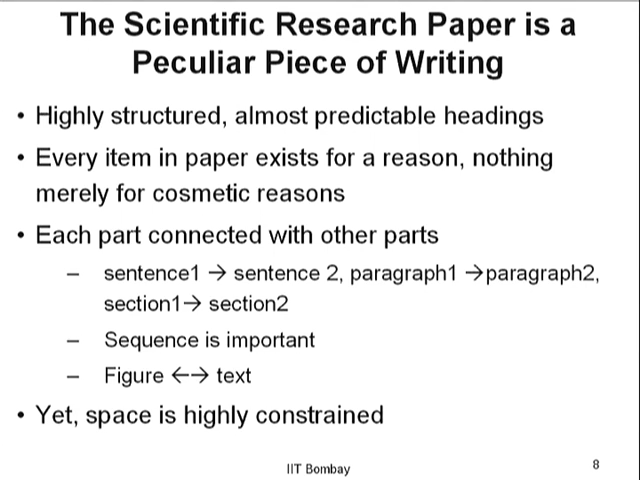 The Scientific Research Paper is a
Peculiar Piece of Writing
• Highly structured, almost predictable headings
• Every item in paper exists for a reason, nothing
merely for cosmetic reasons
• Each part connected with other parts
– sentence1 → sentence 2, paragraph1 →paragraph2,
section1→ section2
– Sequence is important
– Figure ←→ text
• Yet, space is highly constrained
IIT Bombay
8